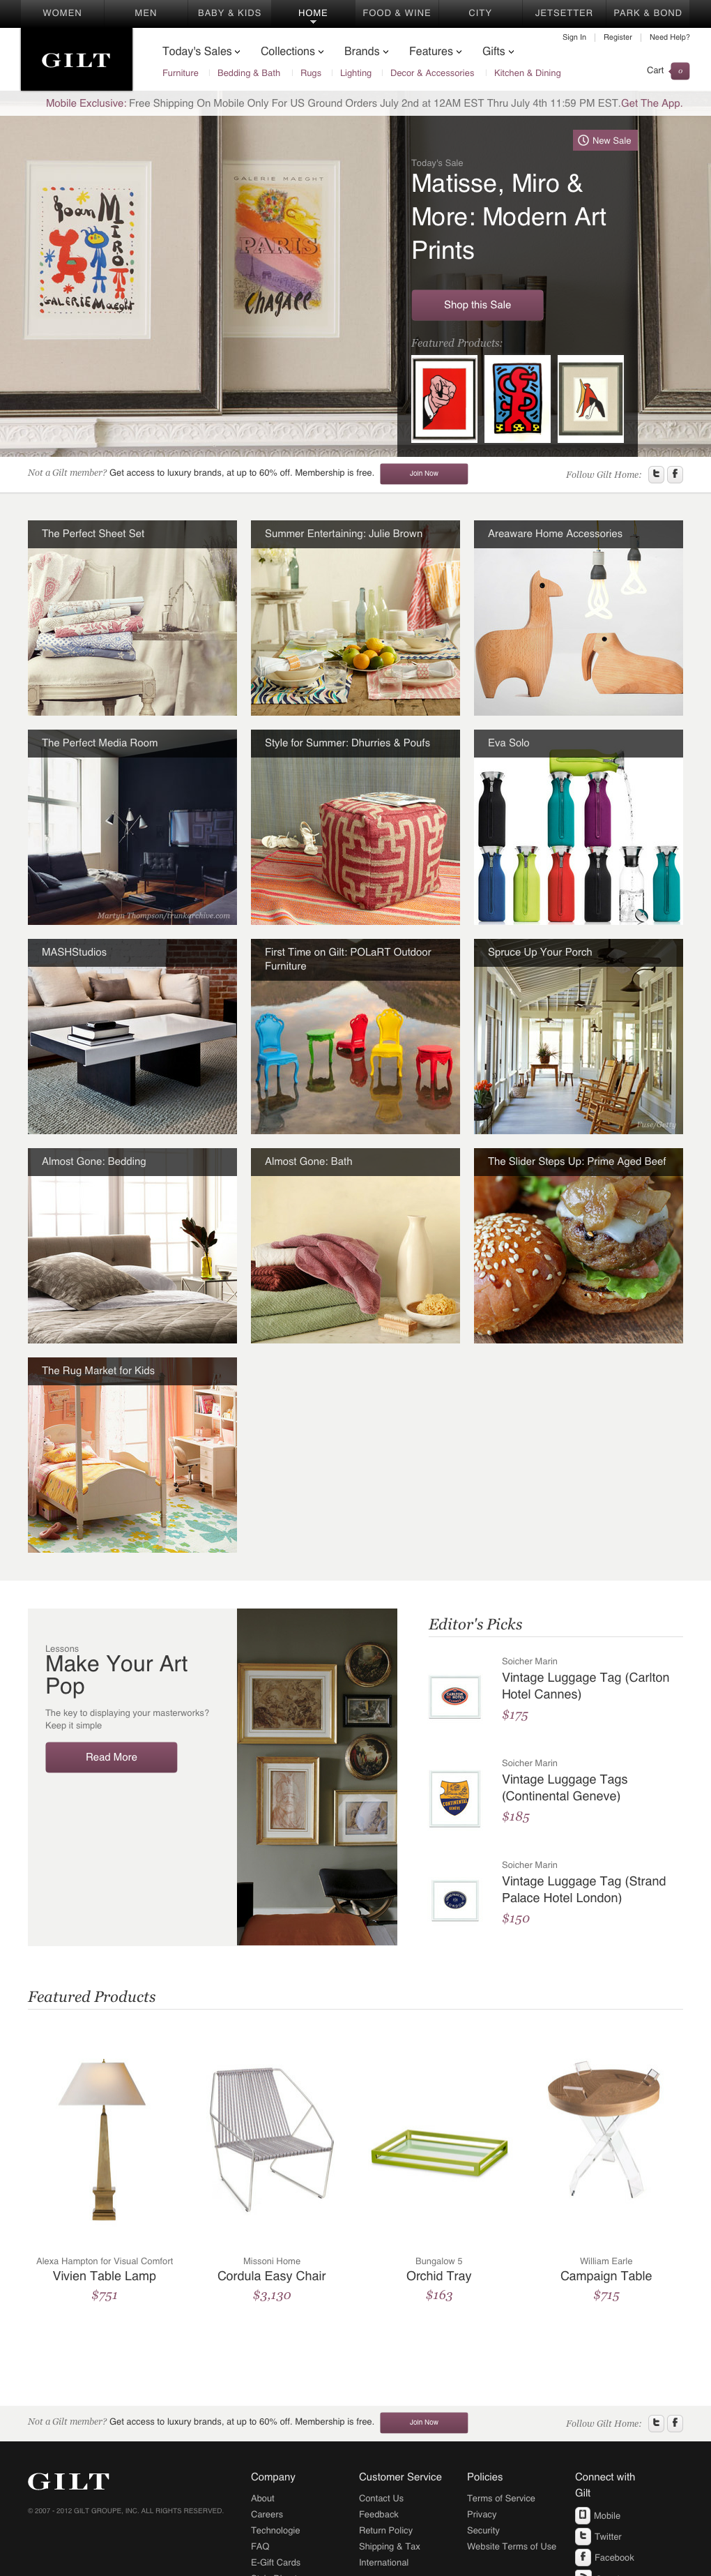 WOMEN
MEN
BABY & KIDS
HOME
FOOD & WINE
CITY
JETSETTER
PARK & BOND
Sign In
Register
Need Help?
GILT
Today's Sales
Collections
Brands
Features
Gifts
Furniture
Bedding & Bath
Rugs
Lighting
Decor & Accessories
Kitchen & Dining
Cart
0
Mobile Exclusive: Free Shipping On Mobile Only For US Ground Orders July 2nd at 12AM EST Thru July 4th 11:59 PM EST.Get The App.
New Sale
Today's Sale
Matisse, Miro &
More: Modern Art
Prints
Shop this Sale
Featured Products:
Joan
MIRÓ
GALERIE Maeght
GALERIE MAEGHT
PARIS
Chagall
Not a Gilt member? Get access to luxury brands, at up to 60% off. Membership is free.
Join Now
Follow Gilt Home:
The Perfect Sheet Set
Summer Entertaining: Julie Brown
Areaware Home Accessories
The Perfect Media Room
Martyn Thompson/trunkarchive.com
Style for Summer: Dhurries & Poufs
Eva Solo
MASHStudios
First Time on Gilt: POLaRT Outdoor
Furniture
Spruce Up Your Porch
Fuse/Getty
Almost Gone: Bedding
Almost Gone: Bath
The Slider Steps Up: Prime Aged Beef
The Rug Market for Kids
Lessons
Make Your Art
Pop
The key to displaying your masterworks?
Keep it simple
Read More
Editor's Picks
Soicher Marin
Vintage Luggage Tag (Carlton
Hotel Cannes)
$175
Soicher Marin
Vintage Luggage Tags
(Continental Geneve)
$185
Soicher Marin
Vintage Luggage Tag (Strand
Palace Hotel London)
$150
Featured Products
Alexa Hampton for Visual Comfort
Vivien Table Lamp
$751
Missoni Home
Cordula Easy Chair
$3,130
Bungalow 5
Orchid Tray
$163
William Earle
Campaign Table
$715
Not a Gilt member? Get access to luxury brands, at up to 60% off. Membership is free.
Join Now
Follow Gilt Home:
GILT
© 2007 - 2012 GILT GROUPE, INC. ALL RIGHTS RESERVED.
Company
About
Careers
Technologie
FAQ
E-Gift Cards
Customer Service
Contact Us
Feedback
Return Policy
Shipping & Tax
International
Policies
Terms of Service
Privacy
Security
Website Terms of Use
Connect with
Gilt
Mobile
Twitter
Facebook